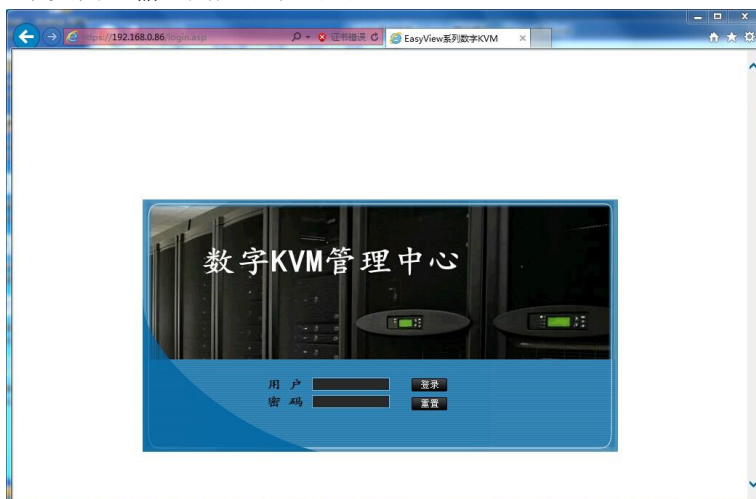 https://192.168.0.86/login.asp
证书错误
EasyView系列数字KVM
数字KVM管理中心
用 户
登录
密 码
重置